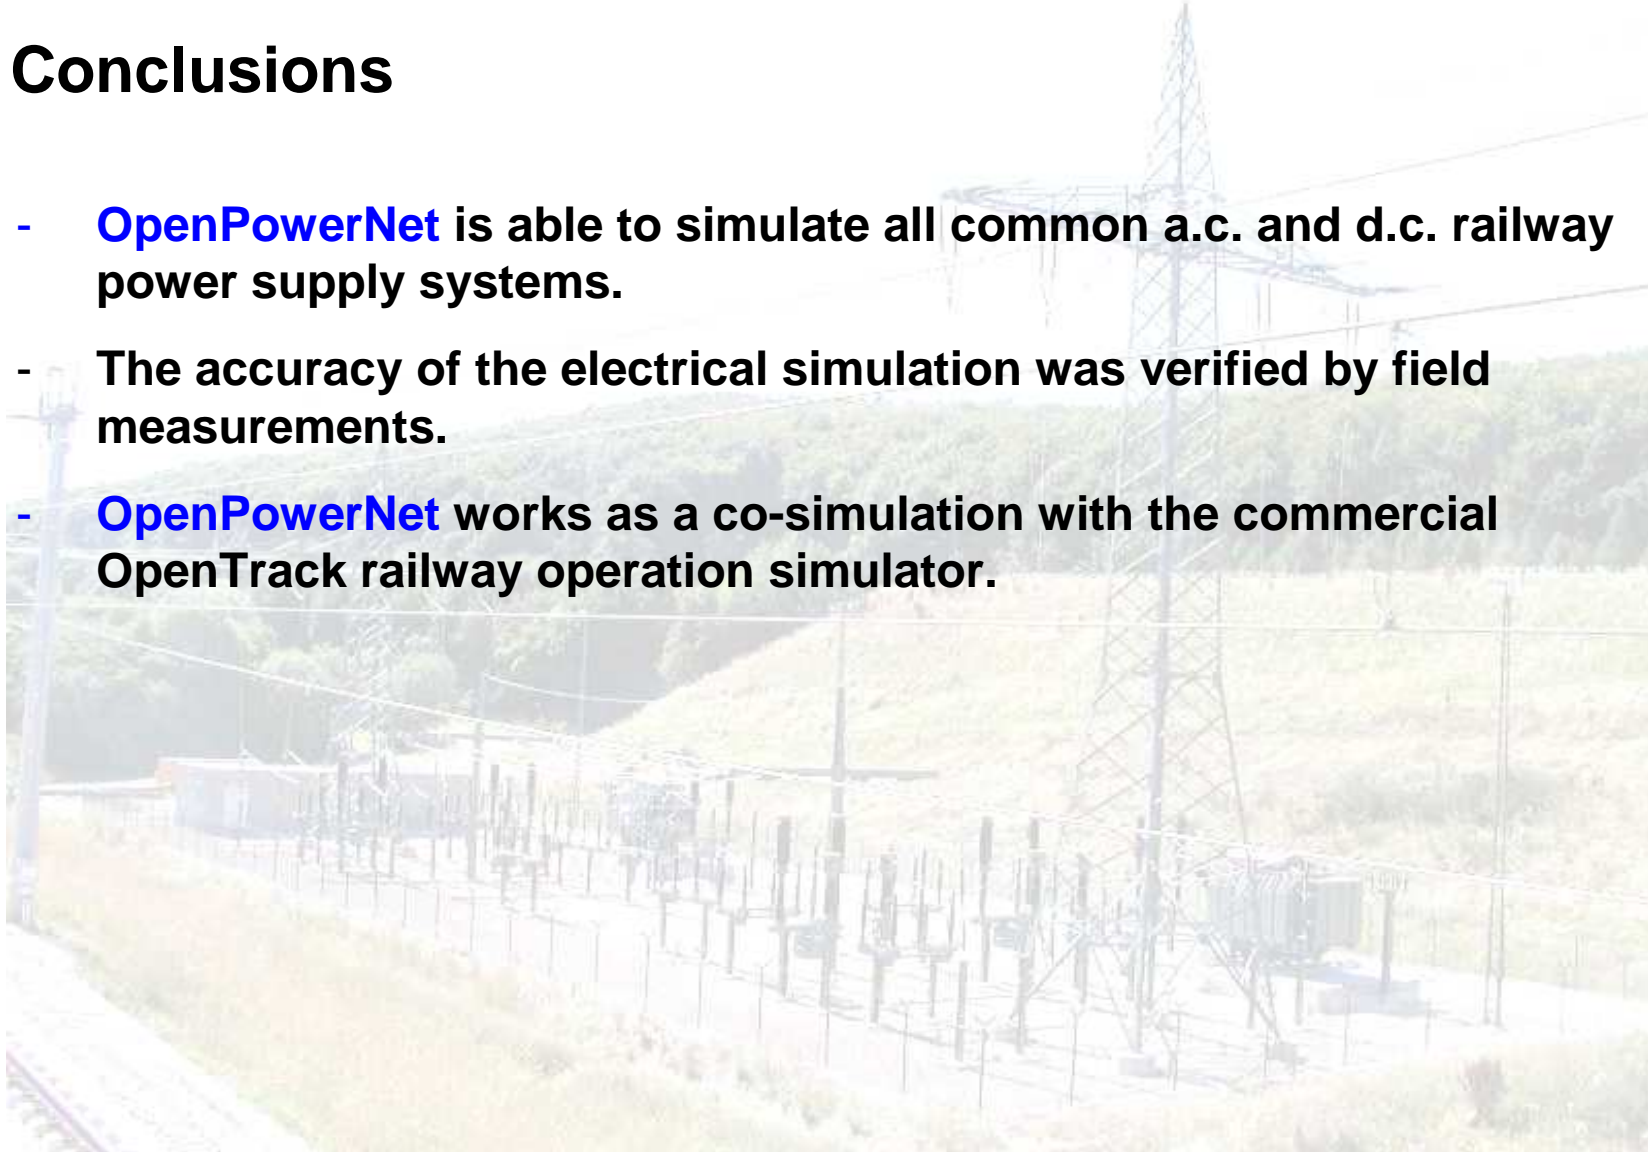 Conclusions
- OpenPowerNet is able to simulate all common a.c. and d.c. railway
power supply systems.
- The accuracy of the electrical simulation was verified by field
measurements.
- OpenPowerNet works as a co-simulation with the commercial
OpenTrack railway operation simulator.